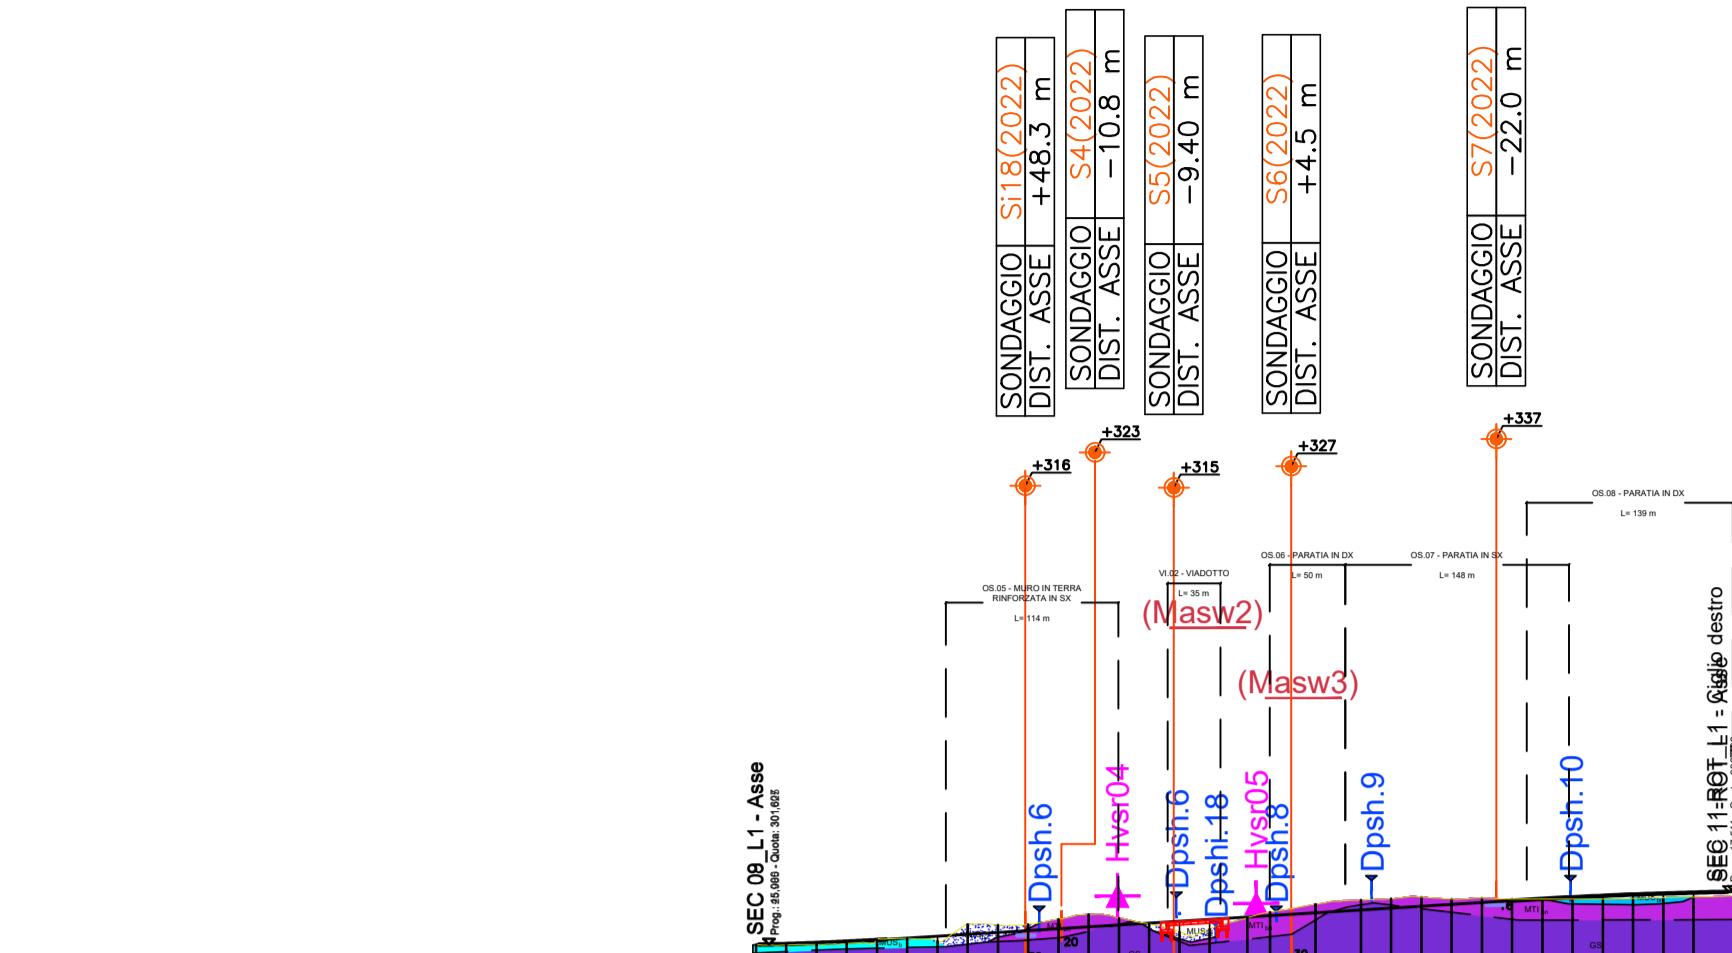 SONDAGGIO Si18(2022)
DIST. ASSE +48.3 m
SONDAGGIO S4(2022)
DIST. ASSE -10.8 m
SONDAGGIO S5(2022)
DIST. ASSE -9.40 m
SONDAGGIO S6(2022)
DIST. ASSE +4.5 m
SONDAGGIO S7(2022)
DIST. ASSE -22.0 m
+316
+323
+315
+327
+337
OS.05 - MURO IN TERRA
RINFORZATA IN SX
L= 114 m
VI.02 - VIADOTTO
L= 35 m
OS.06 - PARATIA IN DX
L= 50 m
OS.07 - PARATIA IN SX
L= 148 m
OS.08 - PARATIA IN DX
L= 139 m
(Masw2)
(Masw3)
SEC 09_L1 - Asse
Dpsh.6
Hvsr04
Dpsh.6
Dpshi.18
Hvsr05
Dpsh.8
Dpsh.9
Dpsh.10
20
MTI
GS